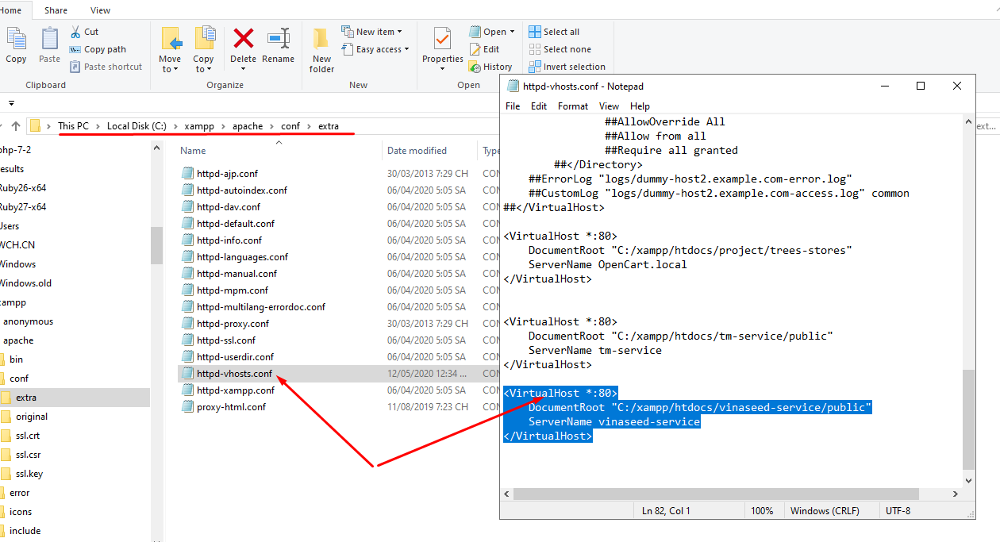 Home Share View
Copy
Paste
Cut
Copy path
Paste shortcut
Clipboard
Move to
Copy to
Delete
Rename
Organize
New folder
New item
Easy access
New
Properties
Open
Edit
History
Open
Select all
Select none
Invert selection
This PC > Local Disk (C:) > xampp > apache > conf > extra
ext...
php-7-2
results
Ruby26-x64
Ruby27-x64
Users
WCH.CN
Windows
Windows.old
xampp
anonymous
apache
bin
conf
extra
original
ssl.crt
ssl.csr
ssl.key
error
icons
include
Name Date modified Type
httpd-ajp.conf 30/03/2013 7:29 CH CON
httpd-autoindex.conf 06/04/2020 5:05 SA CON
httpd-dav.conf 06/04/2020 5:05 SA CON
httpd-default.conf 06/04/2020 5:05 SA CON
httpd-info.conf 06/04/2020 5:05 SA CON
httpd-languages.conf 06/04/2020 5:05 SA CON
httpd-manual.conf 06/04/2020 5:05 SA CON
httpd-mpm.conf 06/04/2020 5:05 SA CON
httpd-multilang-errordoc.conf 06/04/2020 5:05 SA CON
httpd-proxy.conf 30/03/2013 7:29 CH CON
httpd-ssl.conf 06/04/2020 5:05 SA CON
httpd-userdir.conf 06/04/2020 5:05 SA CON
httpd-vhosts.conf 12/05/2020 12:34 ... CON
httpd-xampp.conf 06/04/2020 5:05 SA CON
proxy-html.conf 11/08/2019 7:23 CH CON
httpd-vhosts.conf - Notepad
File Edit Format View Help
##AllowOverride All
##Allow from all
##Require all granted
##</Directory>
##ErrorLog "logs/dummy-host2.example.com-error.log"
##CustomLog "logs/dummy-host2.example.com-access.log" common
##</VirtualHost>
<VirtualHost *:80>
DocumentRoot "C:/xampp/htdocs/project/trees-stores"
ServerName OpenCart.local
</VirtualHost>
<VirtualHost *:80>
DocumentRoot "C:/xampp/htdocs/tm-service/public"
ServerName tm-service
</VirtualHost>
<VirtualHost *:80>
DocumentRoot "C:/xampp/htdocs/vinaseed-service/public"
ServerName vinaseed-service
</VirtualHost>
Ln 82, Col 1 100% Windows (CRLF) UTF-8